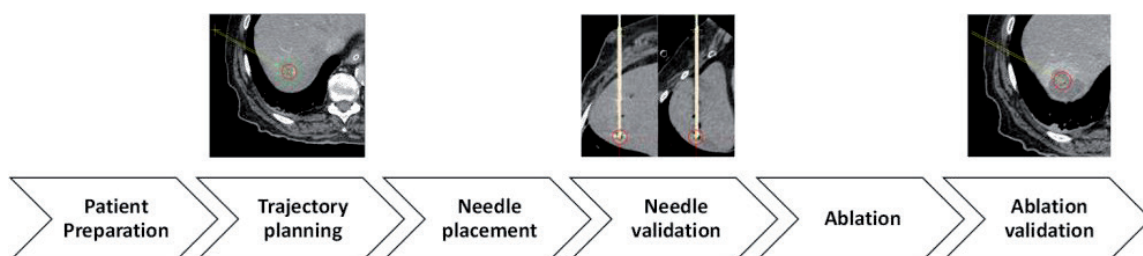 Patient
Preparation
Trajectory
planning
Needle
placement
Needle
validation
Ablation
Ablation
validation